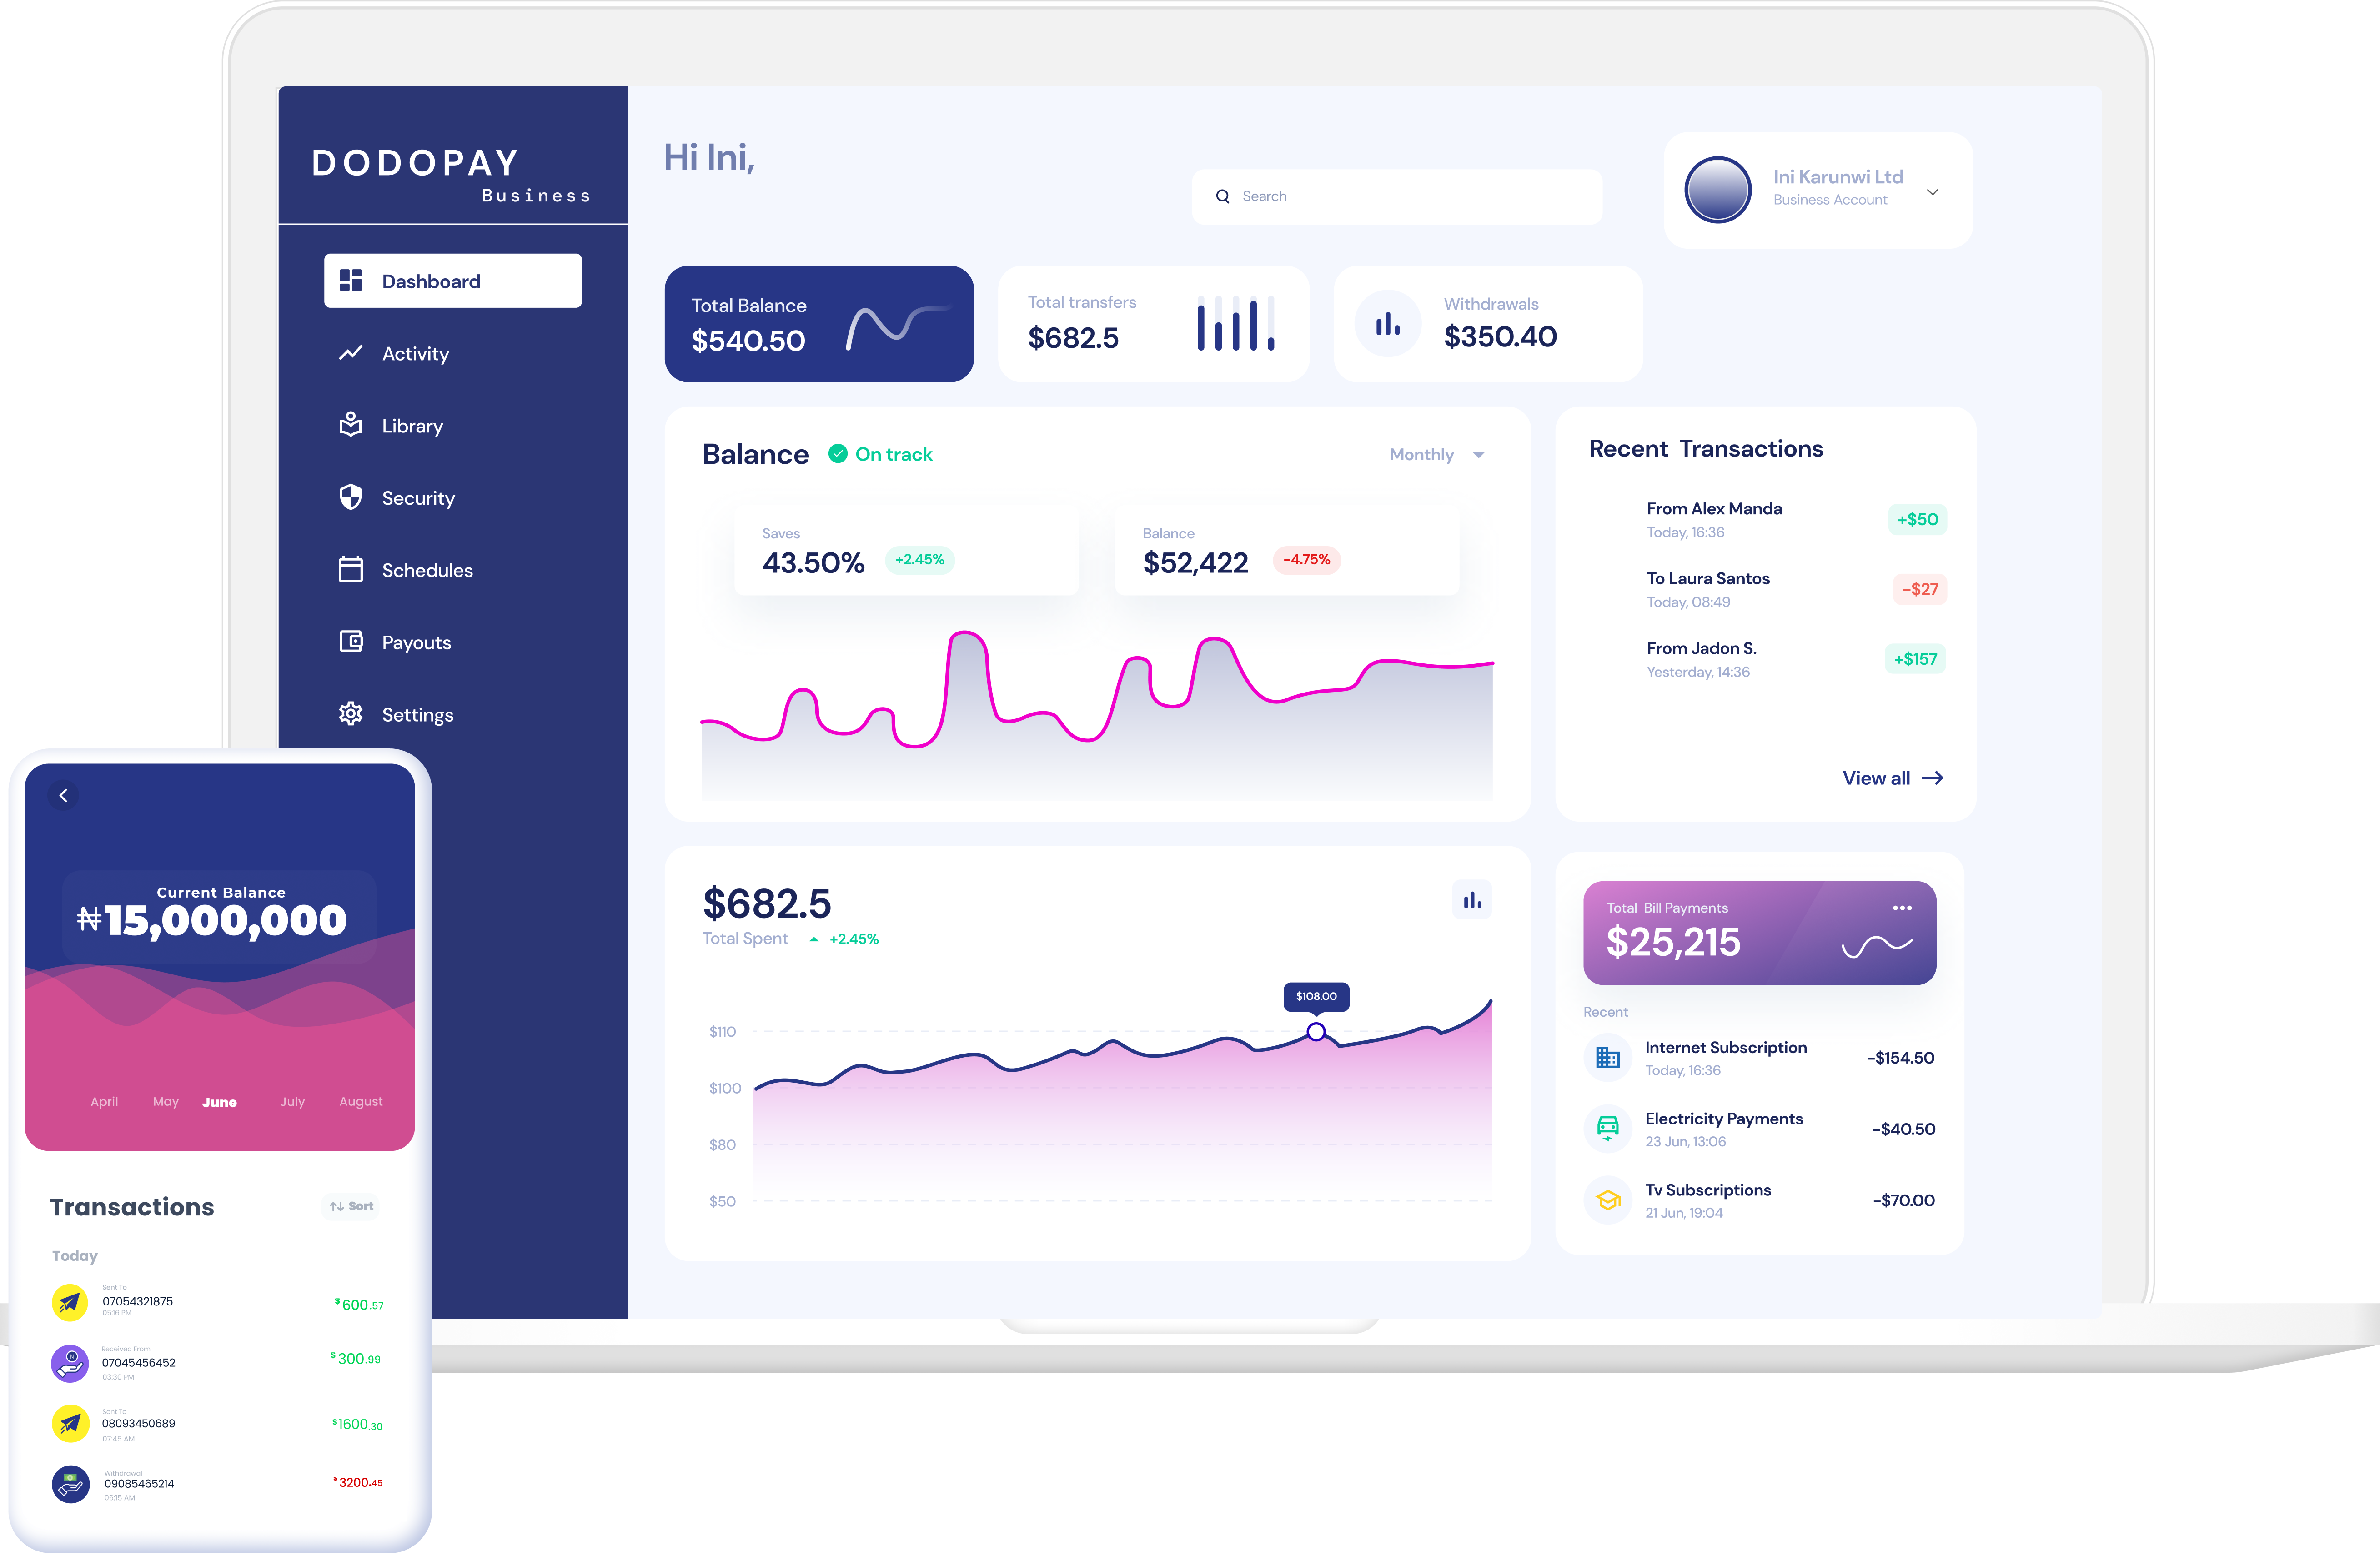 DODOPAY
Business
Dashboard
Activity
Library
Security
Schedules
Payouts
Settings
Hi Ini,
Search
Ini Karunwi Ltd
Business Account
Total Balance
$540.50
Total transfers
$682.5
Withdrawals
$350.40
Balance On track
Monthly
Saves
43.50% +2.45%
Balance
$52,422 -4.75%
Recent Transactions
From Alex Manda
Today, 16:36
+$50
To Laura Santos
Today, 08:49
-$27
From Jadon S.
Yesterday, 14:36
+$157
View all
$682.5
Total Spent +2.45%
$108.00
$110
$100
$80
$50
Total Bill Payments
$25,215
Recent
Internet Subscription
Today, 16:36
-$154.50
Electricity Payments
23 Jun, 13:06
-$40.50
Tv Subscriptions
21 Jun, 19:04
-$70.00
Current Balance
₦15,000,000
April May June July August
Transactions
Sort
Today
Sent To
07054321875
05:16 PM
$600.57
Received From
07045456452
03:30 PM
$300.99
Sent To
08093450689
07:45 AM
$1600.30
Withdrawal
09085465214
06:15 AM
$3200.45